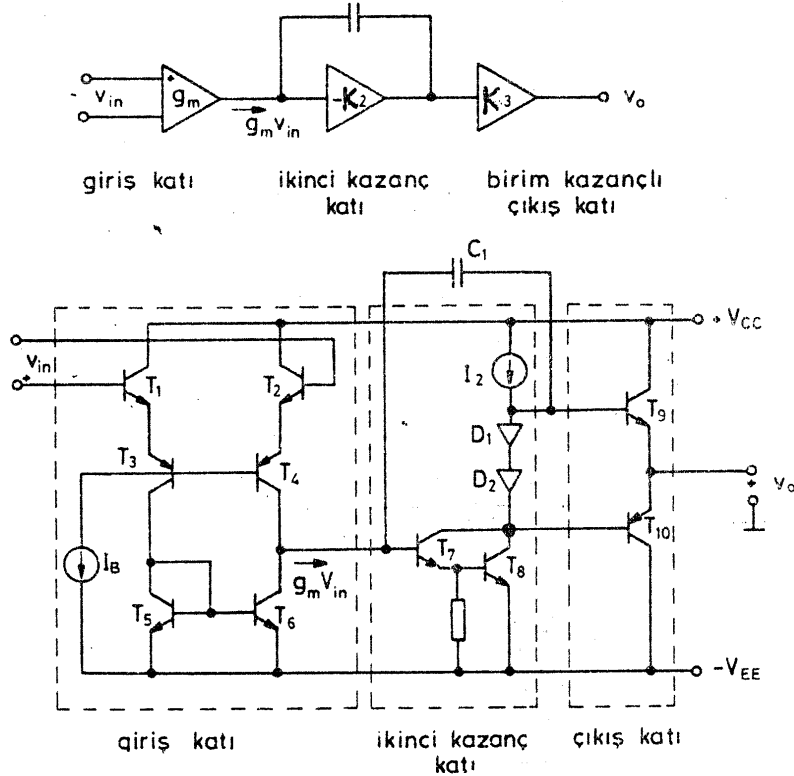 v_in
+
g_m
g_m v_in
-K_2
K_3
v_o
giriş katı
ikinci kazanç
katı
birim kazançlı
çıkış katı
C_1
+ V_CC
v_in
+
T_1
T_2
I_2
T_9
D_1
T_3
T_4
D_2
v_o
+
T_10
I_B
g_m V_in
T_7
T_8
T_5
T_6
-V_EE
giriş katı
ikinci kazanç
katı
çıkış katı